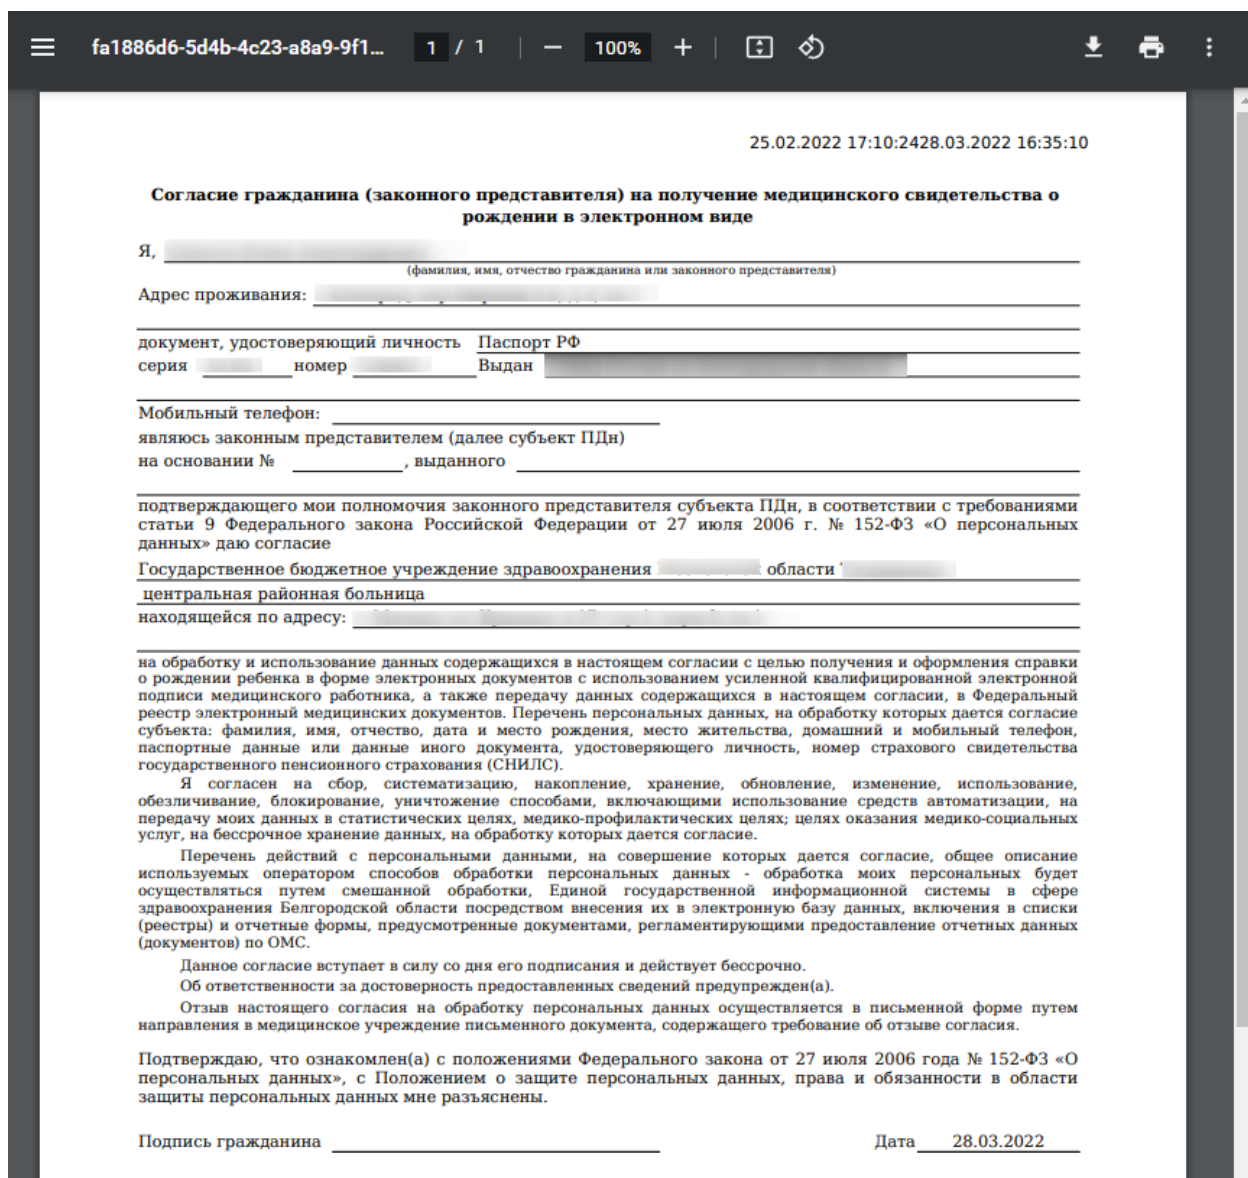 fa1886d6-5d4b-4c23-a8a9-9f1... 1 / 1 100%
25.02.2022 17:10:2428.03.2022 16:35:10
Согласие гражданина (законного представителя) на получение медицинского свидетельства о
рождении в электронном виде
Я,
(фамилия, имя, отчество гражданина или законного представителя)
Адрес проживания:
документ, удостоверяющий личность Паспорт РФ
серия номер Выдан
Мобильный телефон:
являюсь законным представителем (далее субъект ПДн)
на основании № , выданного
подтверждающего мои полномочия законного представителя субъекта ПДн, в соответствии с требованиями
статьи 9 Федерального закона Российской Федерации от 27 июля 2006 г. № 152-ФЗ «О персональных
данных» даю согласие
Государственное бюджетное учреждение здравоохранения области
центральная районная больница
находящейся по адресу:
на обработку и использование данных содержащихся в настоящем согласии с целью получения и оформления справки
о рождении ребенка в форме электронных документов с использованием усиленной квалифицированной электронной
подписи медицинского работника, а также передачу данных содержащихся в настоящем согласии, в Федеральный
реестр электронный медицинских документов. Перечень персональных данных, на обработку которых дается согласие
субъекта: фамилия, имя, отчество, дата и место рождения, место жительства, домашний и мобильный телефон,
паспортные данные или данные иного документа, удостоверяющего личность, номер страхового свидетельства
государственного пенсионного страхования (СНИЛС).
Я согласен на сбор, систематизацию, накопление, хранение, обновление, изменение, использование,
обезличивание, блокирование, уничтожение способами, включающими использование средств автоматизации, на
передачу моих данных в статистических целях, медико-профилактических целях; целях оказания медико-социальных
услуг, на бессрочное хранение данных, на обработку которых дается согласие.
Перечень действий с персональными данными, на совершение которых дается согласие, общее описание
используемых оператором способов обработки персональных данных - обработка моих персональных будет
осуществляться путем смешанной обработки, Единой государственной информационной системы в сфере
здравоохранения Белгородской области посредством внесения их в электронную базу данных, включения в списки
(реестры) и отчетные формы, предусмотренные документами, регламентирующими предоставление отчетных данных
(документов) по ОМС.
Данное согласие вступает в силу со дня его подписания и действует бессрочно.
Об ответственности за достоверность предоставленных сведений предупрежден(а).
Отзыв настоящего согласия на обработку персональных данных осуществляется в письменной форме путем
направления в медицинское учреждение письменного документа, содержащего требование об отзыве согласия.
Подтверждаю, что ознакомлен(а) с положениями Федерального закона от 27 июля 2006 года № 152-ФЗ «О
персональных данных», с Положением о защите персональных данных, права и обязанности в области
защиты персональных данных мне разъяснены.
Подпись гражданина Дата 28.03.2022